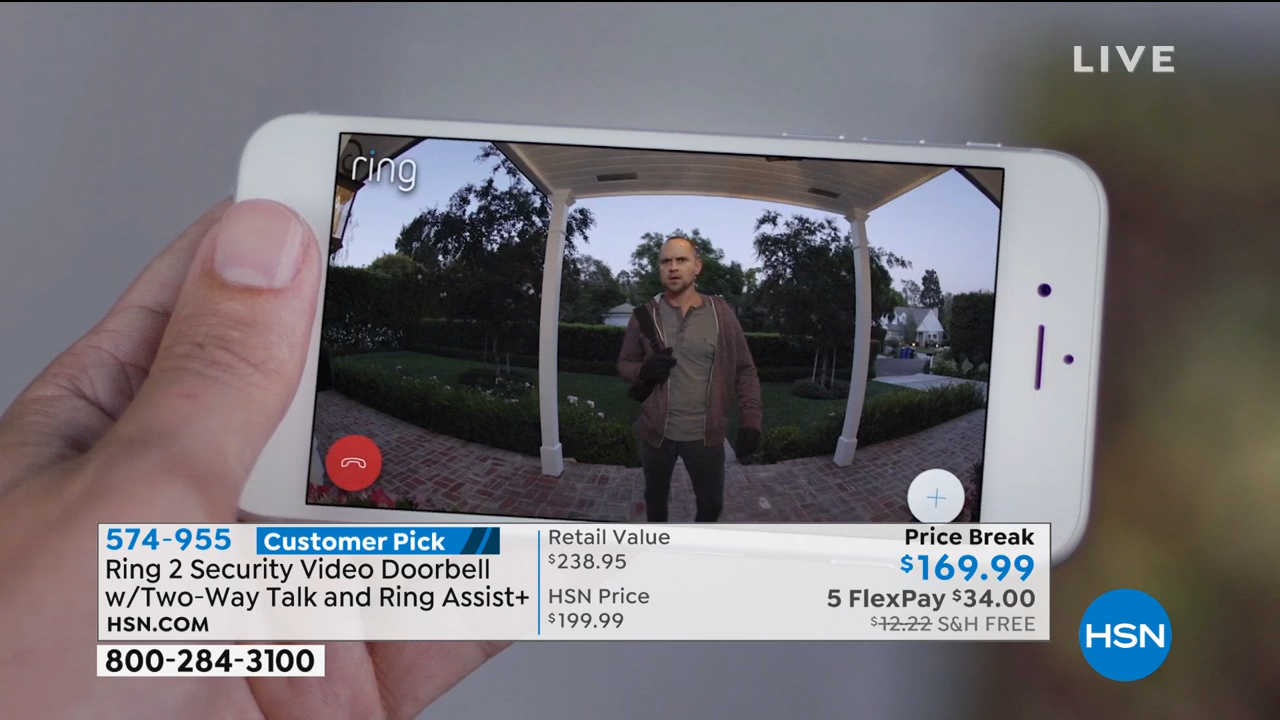 LIVE
ring
574-955 Customer Pick
Ring 2 Security Video Doorbell
w/Two-Way Talk and Ring Assist+
HSN.COM
800-284-3100
Retail Value
$238.95
HSN Price
$199.99
Price Break
$169.99
5 FlexPay $34.00
$12.22 S&H FREE
HSN